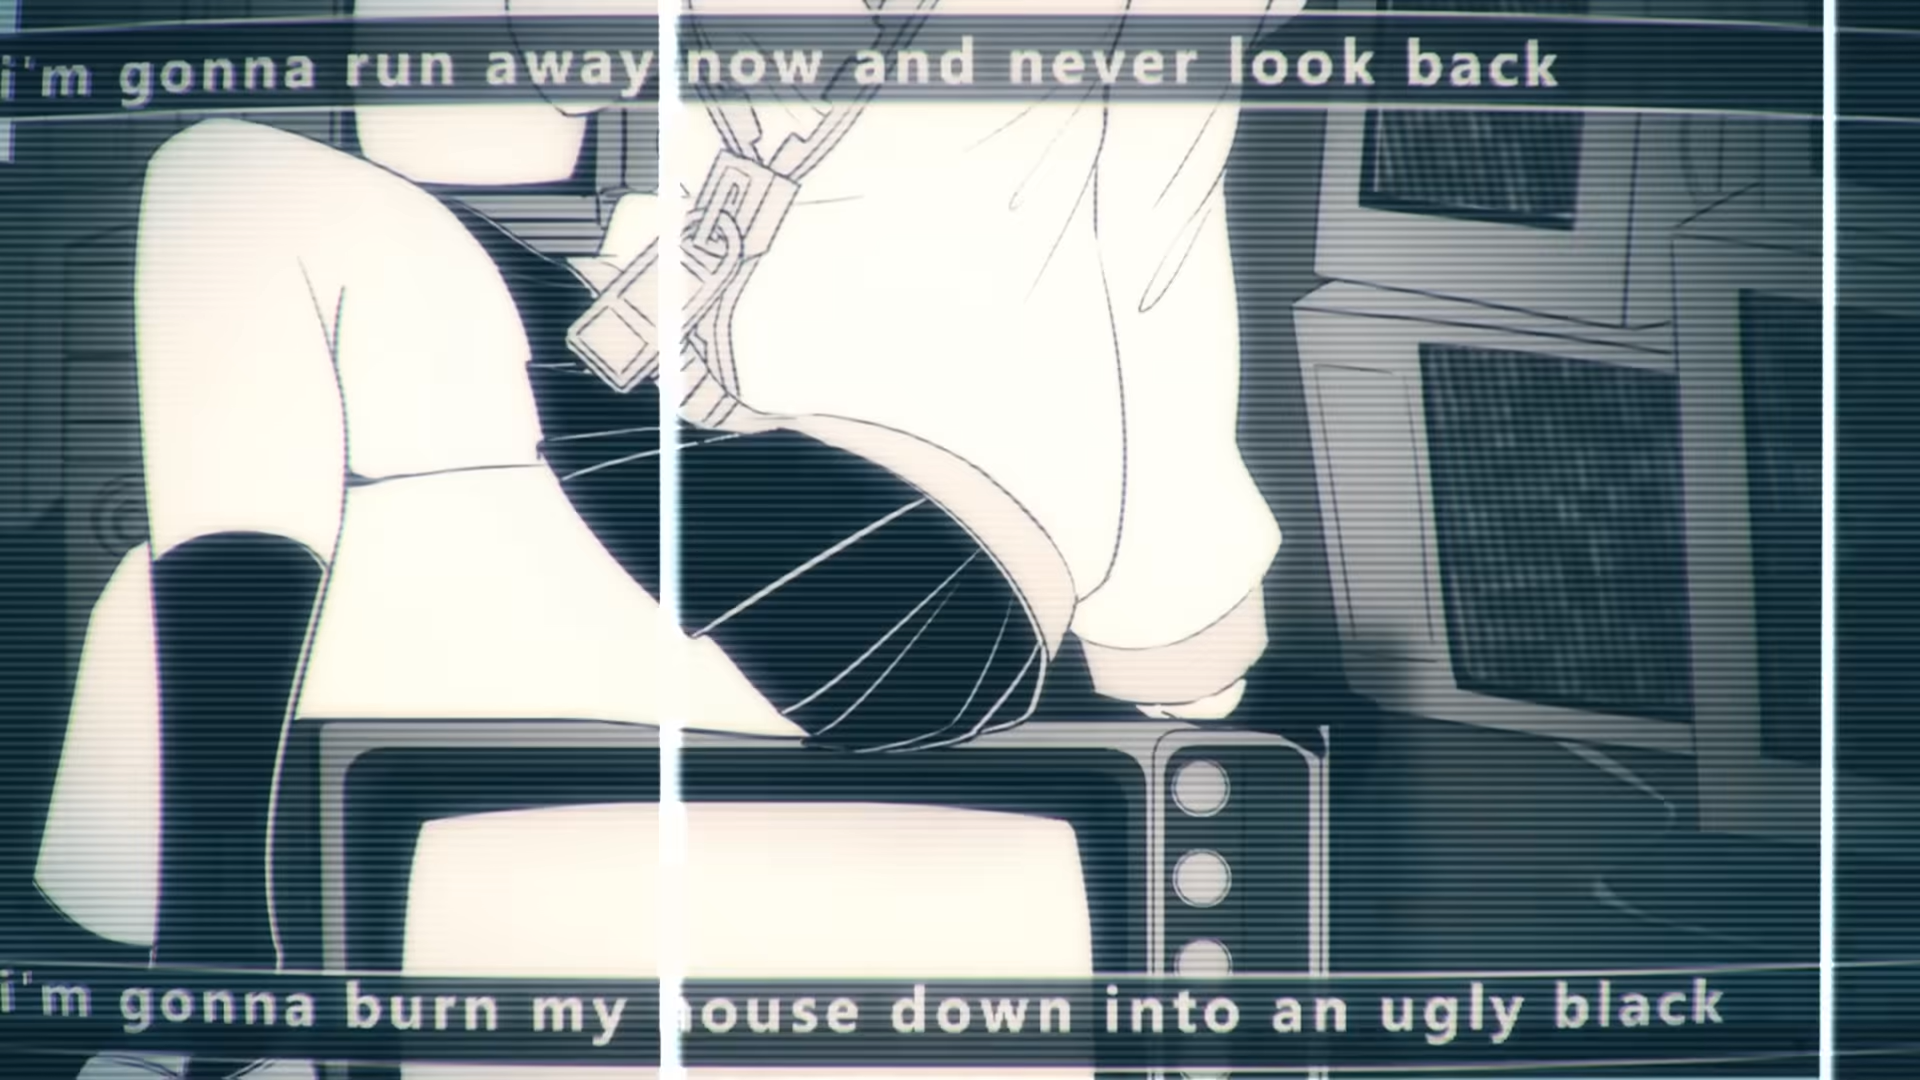 i'm gonna run away now and never look back
i'm gonna burn my house down into an ugly black